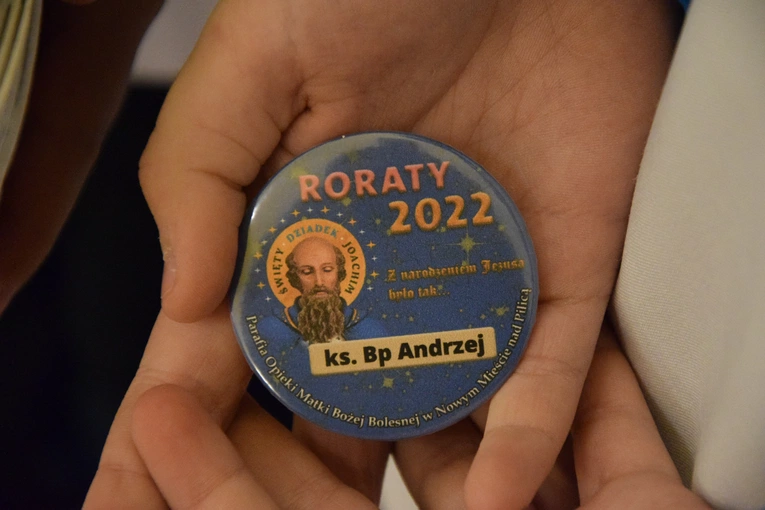 RORATY
2022
ŚWIĘTY · DZIADEK · JOACHIM
Z narodzeniem Jezusa
było tak...
ks. Bp Andrzej
Parafia Opieki Matki Bożej Bolesnej w Nowym Mieście nad Pilicą